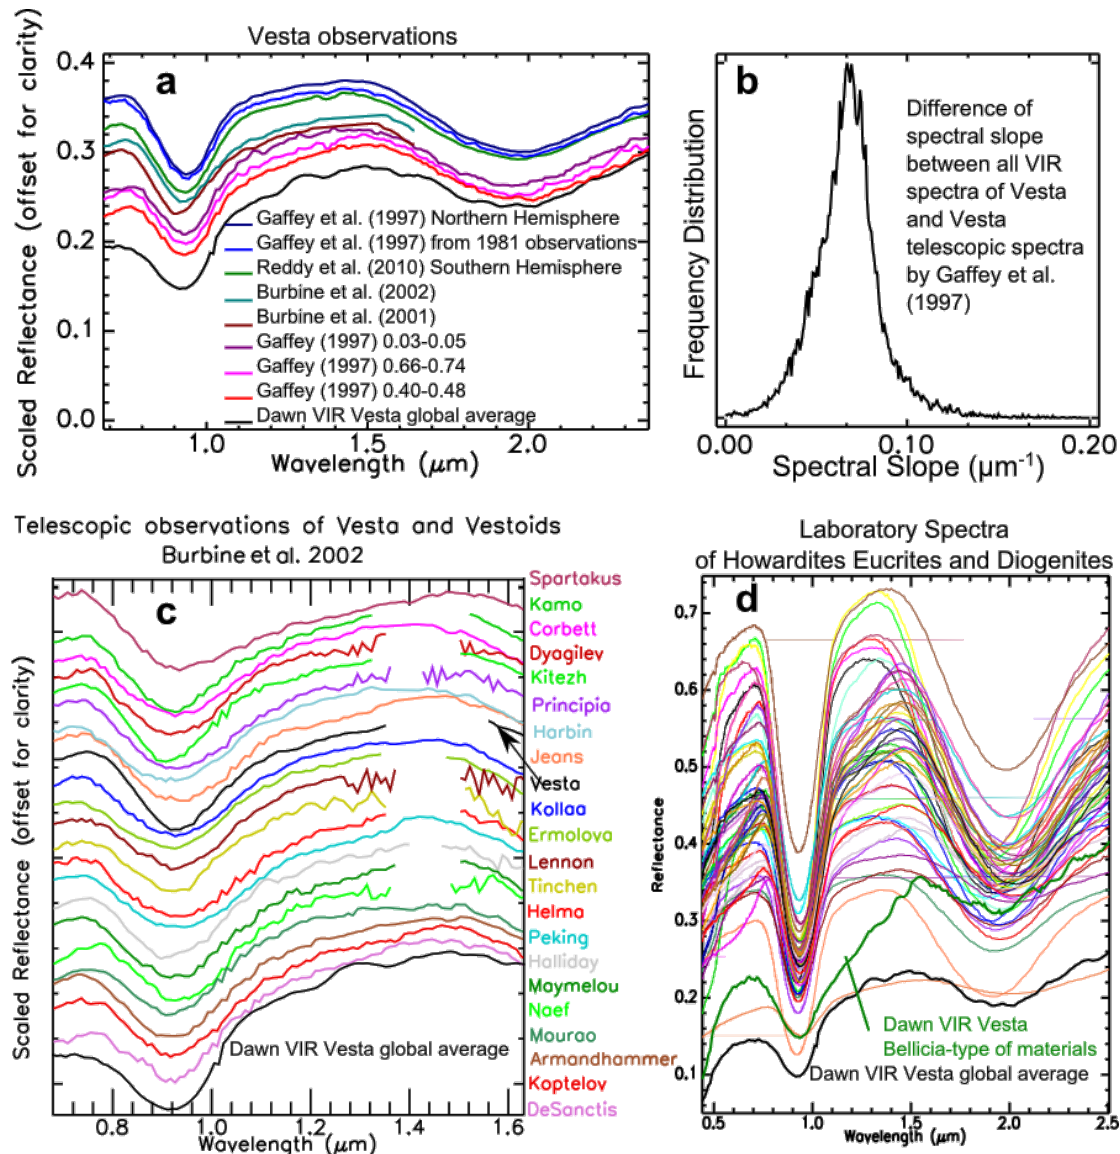 Vesta observations
a
Scaled Reflectance (offset for clarity)
0.4
0.3
0.2
0.1
0.0
Gaffey et al. (1997) Northern Hemisphere
Gaffey et al. (1997) from 1981 observations
Reddy et al. (2010) Southern Hemisphere
Burbine et al. (2002)
Burbine et al. (2001)
Gaffey (1997) 0.03-0.05
Gaffey (1997) 0.66-0.74
Gaffey (1997) 0.40-0.48
Dawn VIR Vesta global average
1.0 1.5 2.0
Wavelength (μm)
b
Frequency Distribution
Difference of
spectral slope
between all VIR
spectra of Vesta
and Vesta
telescopic spectra
by Gaffey et al.
(1997)
0.00 0.10 0.20
Spectral Slope (μm-1)
Telescopic observations of Vesta and Vestoids
Burbine et al. 2002
c
Scaled Reflectance (offset for clarity)
Spartakus
Kamo
Corbett
Dyagilev
Kitezh
Principia
Harbin
Jeans
Vesta
Kollaa
Ermolova
Lennon
Tinchen
Helma
Peking
Halliday
Maymelou
Naef
Mourao
Armandhammer
Koptelov
DeSanctis
Dawn VIR Vesta global average
0.8 1.0 1.2 1.4 1.6
Wavelength (μm)
Laboratory Spectra
of Howardites Eucrites and Diogenites
d
Reflectance
0.7
0.6
0.5
0.4
0.3
0.2
0.1
Dawn VIR Vesta
Bellicia-type of materials
Dawn VIR Vesta global average
0.5 1.0 1.5 2.0 2.5
Wavelength (μm)